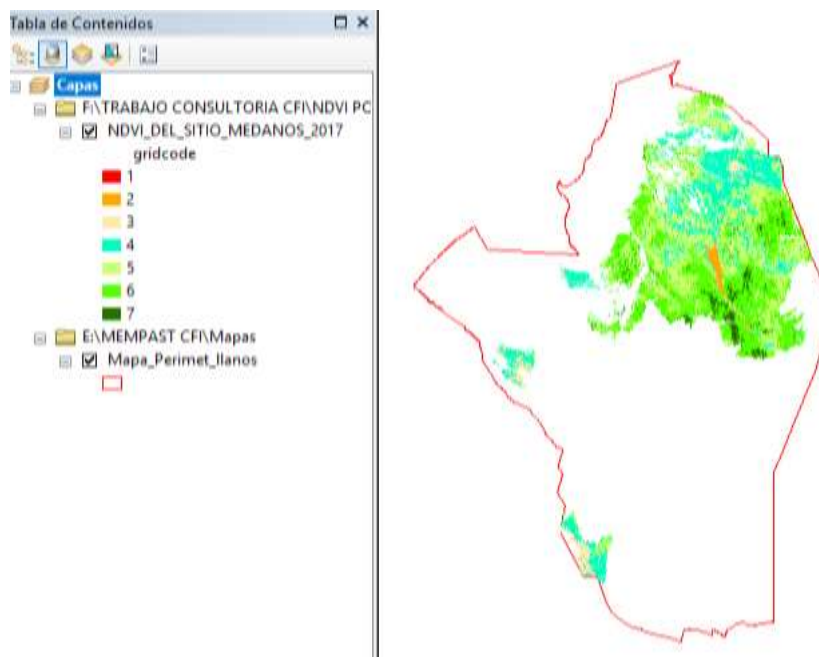 Tabla de Contenidos
Capas
F:\TRABAJO CONSULTORIA CFI\NDVI PC
NDVI_DEL_SITIO_MEDANOS_2017
gridcode
1
2
3
4
5
6
7
E:\MEMPAST CFI\Mapas
Mapa_Perimet_llanos